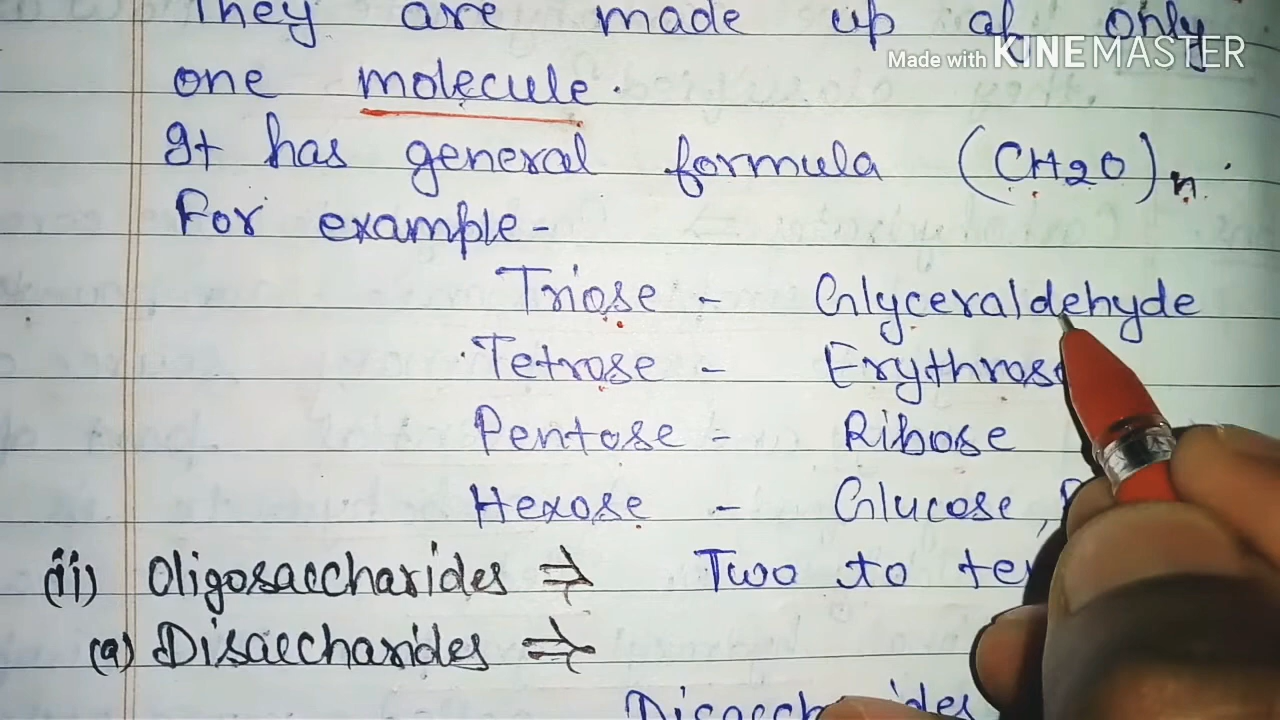 They are made up of only
Made with KINEMASTER
one molecule.
It has general formula (CH2O)n.
For example-
Triose - Glyceraldehyde
Tetrose - Erythrose
Pentose - Ribose
Hexose - Glucose,
(ii) Oligosaccharides ⇒ Two to
(a) Disaccharides ⇒